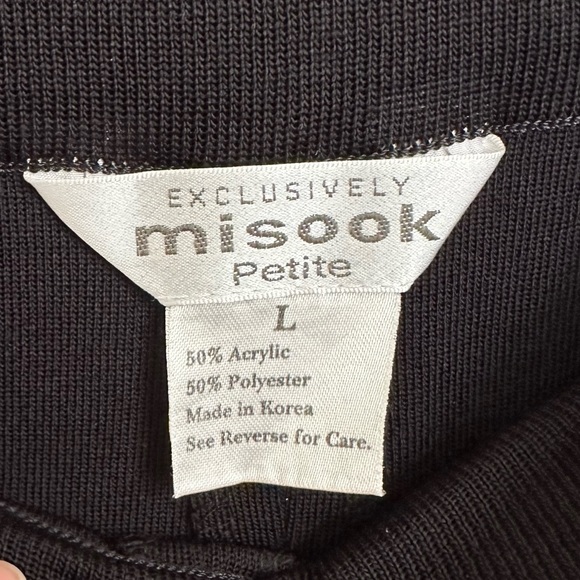 EXCLUSIVELY
misook
Petite
L
50% Acrylic
50% Polyester
Made in Korea
See Reverse for Care.